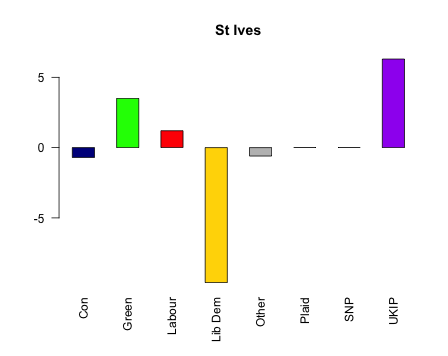 St Ives
5
0
-5
Con
Green
Labour
Lib Dem
Other
Plaid
SNP
UKIP